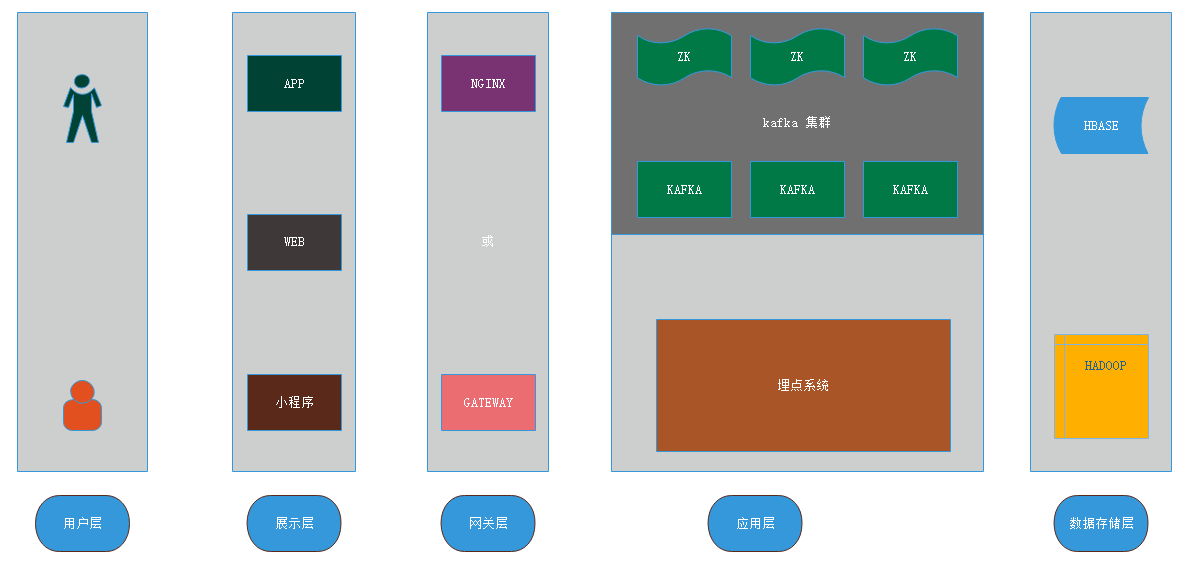 APP
WEB
小程序
NGINX
或
GATEWAY
ZK
ZK
ZK
kafka 集群
KAFKA
KAFKA
KAFKA
埋点系统
HBASE
HADOOP
用户层
展示层
网关层
应用层
数据存储层